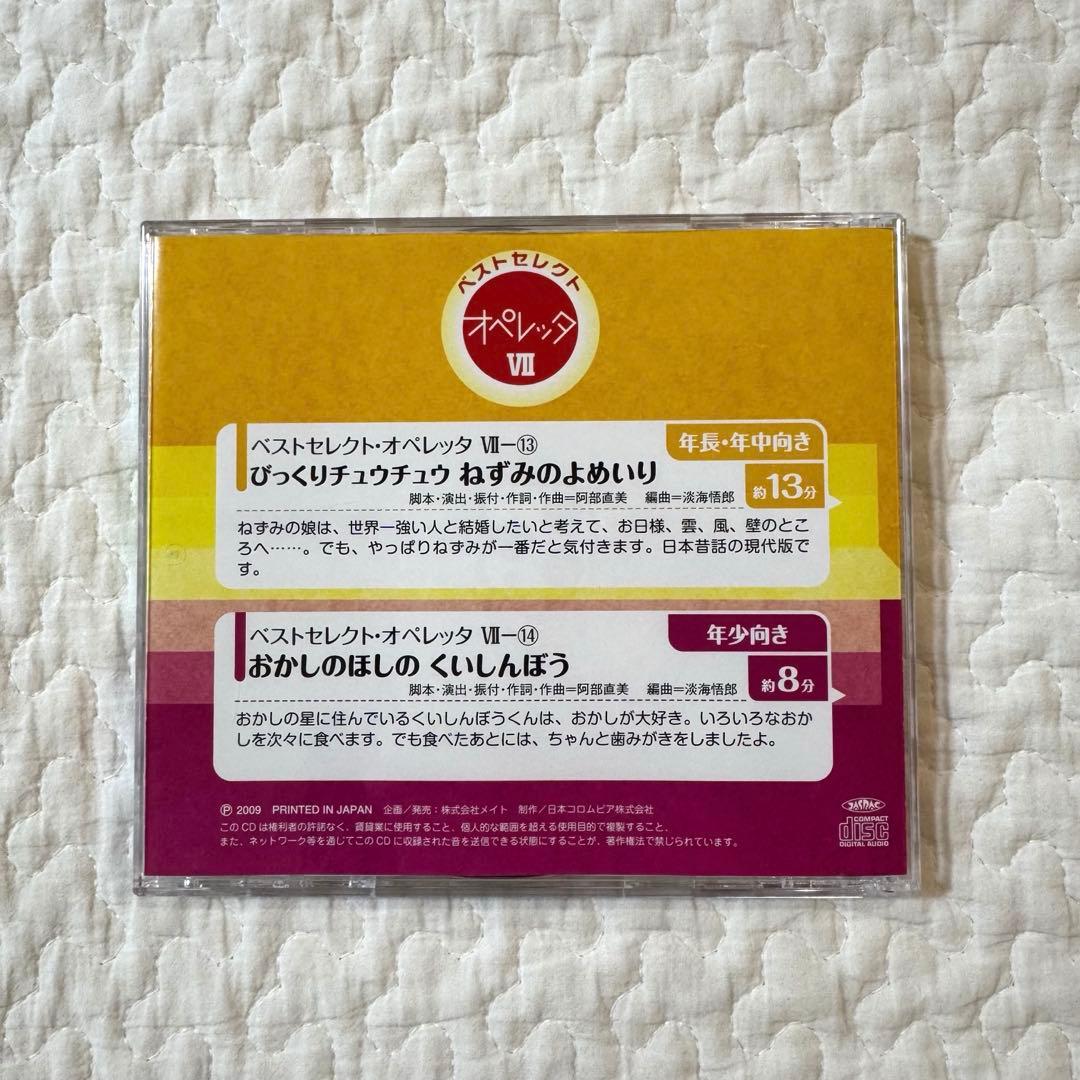 ベストセレクト
オペレッタ
VII
ベストセレクト・オペレッタ VII－⑬
年長・年中向き
びっくりチュウチュウ ねずみのよめいり
約13分
脚本・演出・振付・作詞・作曲＝阿部直美 編曲＝淡海悟郎
ねずみの娘は、世界一強い人と結婚したいと考えて、お日様、雲、風、壁のとこ
ろへ……。でも、やっぱりねずみが一番だと気付きます。日本昔話の現代版で
す。
ベストセレクト・オペレッタ VII－⑭
年少向き
おかしのほしの くいしんぼう
約8分
脚本・演出・振付・作詞・作曲＝阿部直美 編曲＝淡海悟郎
おかしの星に住んでいるくいしんぼうくんは、おかしが大好き。いろいろなおか
しを次々に食べます。でも食べたあとには、ちゃんと歯みがきをしましたよ。
Ⓟ 2009 PRINTED IN JAPAN 企画／発売：株式会社メイト 制作／日本コロムビア株式会社
このCDは権利者の許諾なく、賃貸業に使用すること、個人的な範囲を超える使用目的で複製すること、
また、ネットワーク等を通じてこのCDに収録された音を送信できる状態にすることが、著作権法で禁じられています。
JASRAC
COMPACT
disc
DIGITAL AUDIO